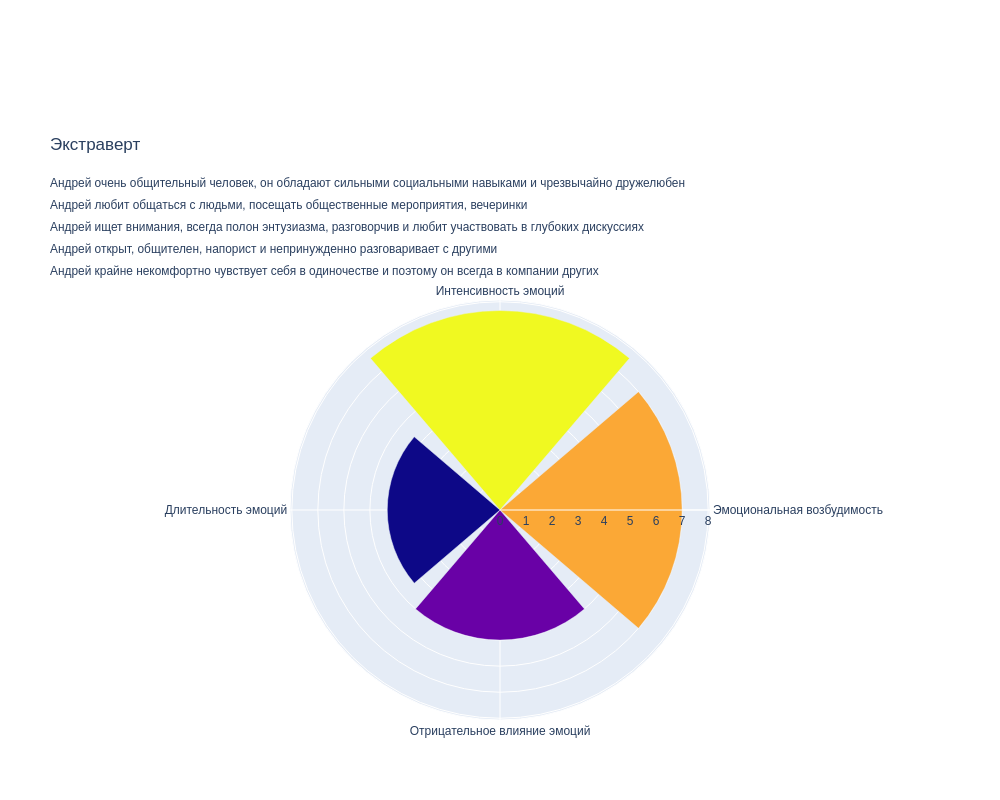 Экстраверт
Андрей очень общительный человек, он обладают сильными социальными навыками и чрезвычайно дружелюбен
Андрей любит общаться с людьми, посещать общественные мероприятия, вечеринки
Андрей ищет внимания, всегда полон энтузиазма, разговорчив и любит участвовать в глубоких дискуссиях
Андрей открыт, общителен, напорист и непринужденно разговаривает с другими
Андрей крайне некомфортно чувствует себя в одиночестве и поэтому он всегда в компании других
Интенсивность эмоций
Длительность эмоций
Эмоциональная возбудимость
0 1 2 3 4 5 6 7 8
Отрицательное влияние эмоций